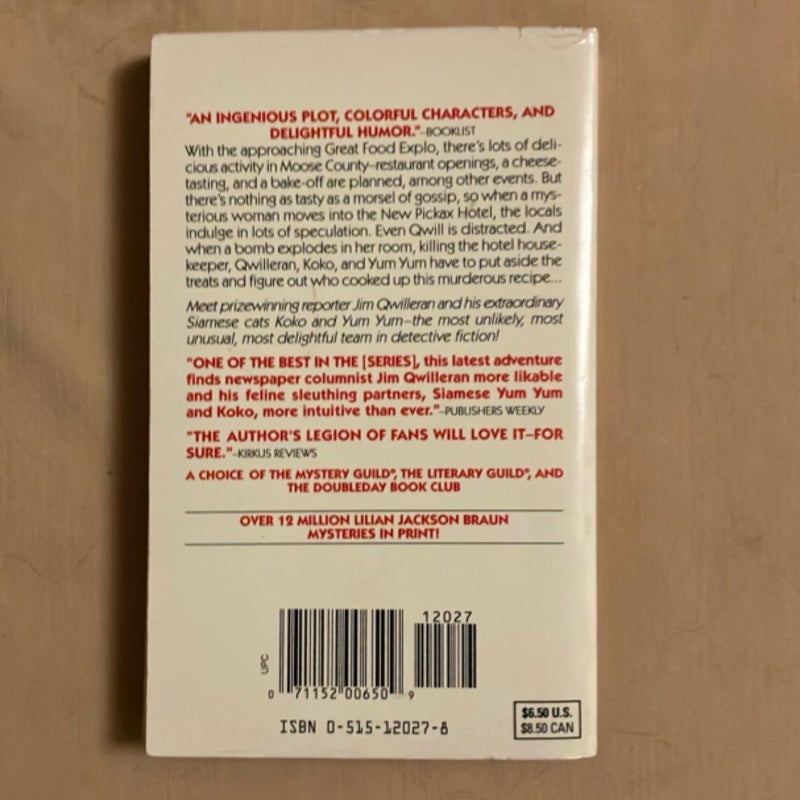 "AN INGENIOUS PLOT, COLORFUL CHARACTERS, AND
DELIGHTFUL HUMOR."–BOOKLIST
With the approaching Great Food Explo, there's lots of deli-
cious activity in Moose County–restaurant openings, a cheese-
tasting, and a bake-off are planned, among other events. But
there's nothing as tasty as a morsel of gossip, so when a mys-
terious woman moves into the New Pickax Hotel, the locals
indulge in lots of speculation. Even Qwill is distracted. And
when a bomb explodes in her room, killing the hotel house-
keeper, Qwilleran, Koko, and Yum Yum have to put aside the
treats and figure out who cooked up this murderous recipe...
Meet prizewinning reporter Jim Qwilleran and his extraordinary
Siamese cats Koko and Yum Yum–the most unlikely, most
unusual, most delightful team in detective fiction!
"ONE OF THE BEST IN THE [SERIES], this latest adventure
finds newspaper columnist Jim Qwilleran more likable
and his feline sleuthing partners, Siamese Yum Yum
and Koko, more intuitive than ever."–PUBLISHERS WEEKLY
"THE AUTHOR'S LEGION OF FANS WILL LOVE IT–FOR
SURE."–KIRKUS REVIEWS
A CHOICE OF THE MYSTERY GUILD®, THE LITERARY GUILD®, AND
THE DOUBLEDAY BOOK CLUB
OVER 12 MILLION LILIAN JACKSON BRAUN
MYSTERIES IN PRINT!
12027
UPC
0 71152 00650 9
ISBN 0-515-12027-8
$6.50 U.S.
$8.50 CAN